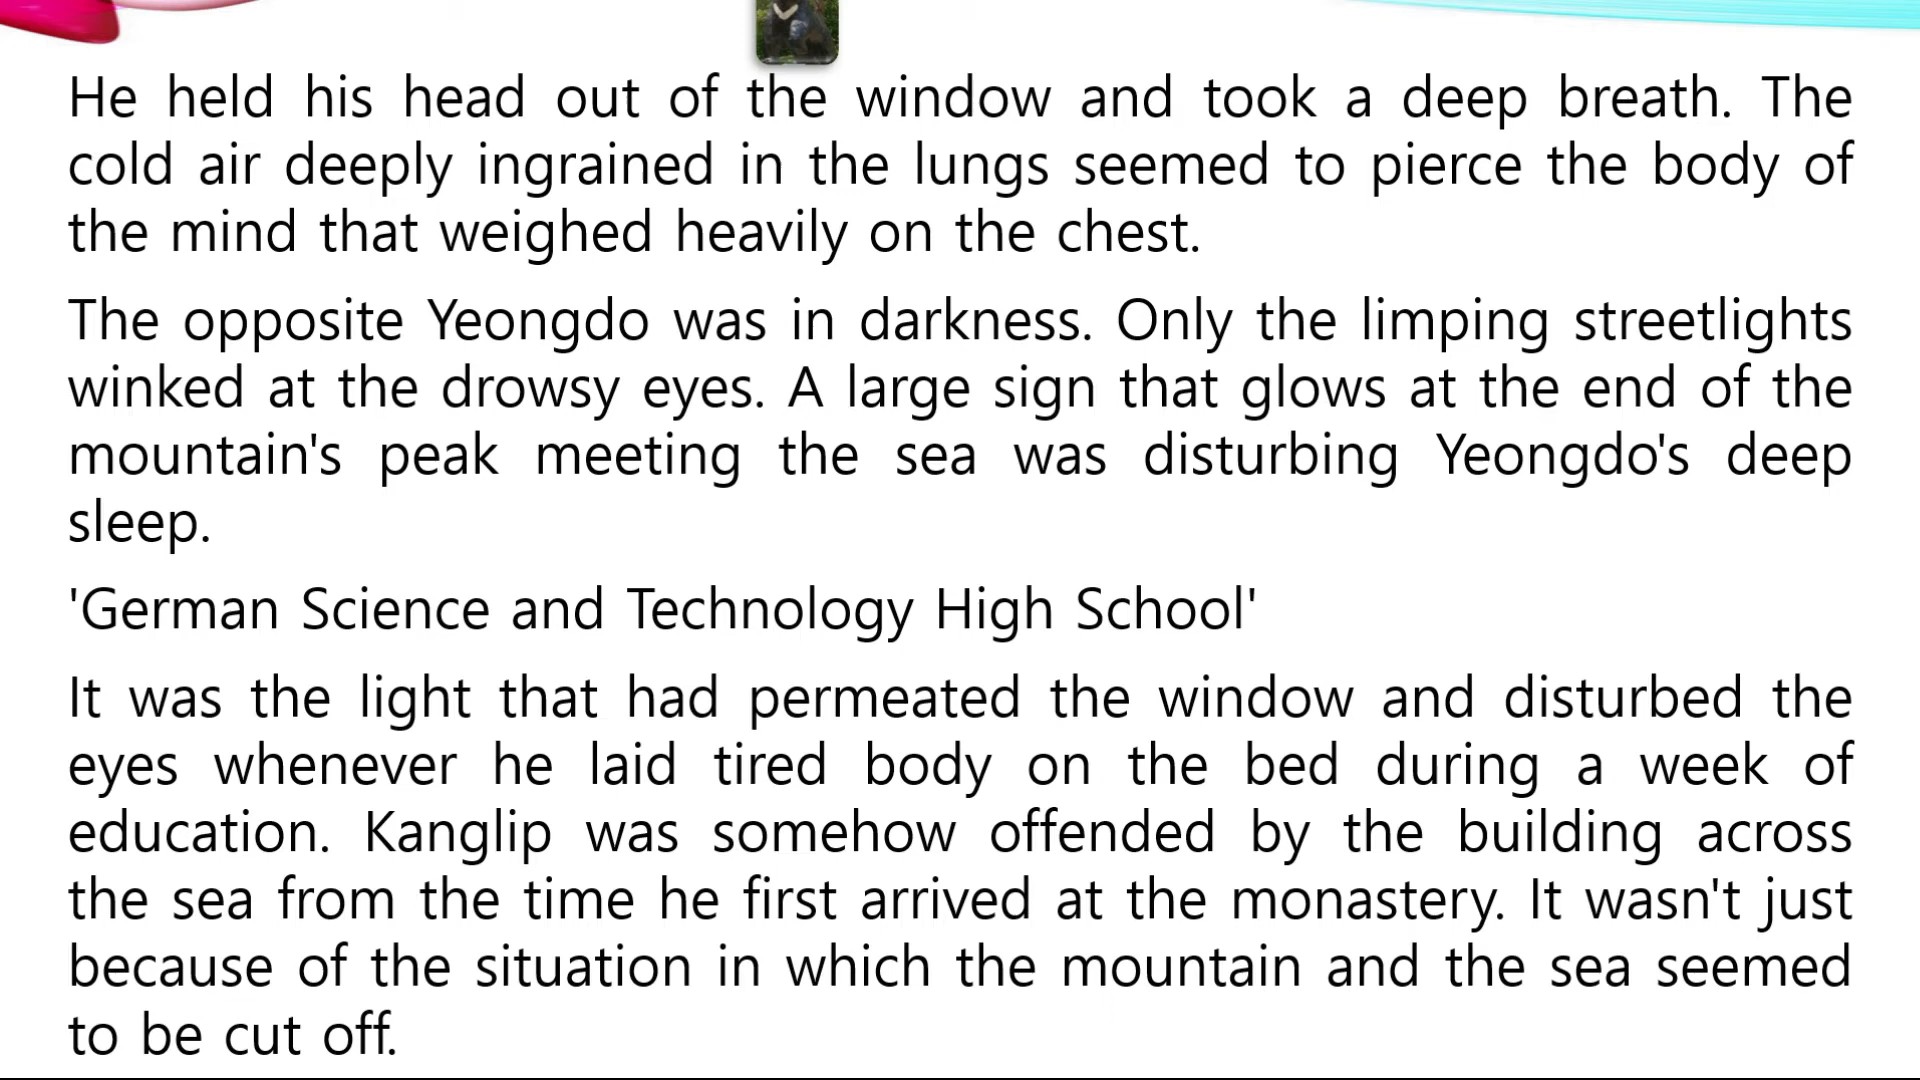 He held his head out of the window and took a deep breath. The
cold air deeply ingrained in the lungs seemed to pierce the body of
the mind that weighed heavily on the chest.
The opposite Yeongdo was in darkness. Only the limping streetlights
winked at the drowsy eyes. A large sign that glows at the end of the
mountain's peak meeting the sea was disturbing Yeongdo's deep
sleep.
'German Science and Technology High School'
It was the light that had permeated the window and disturbed the
eyes whenever he laid tired body on the bed during a week of
education. Kanglip was somehow offended by the building across
the sea from the time he first arrived at the monastery. It wasn't just
because of the situation in which the mountain and the sea seemed
to be cut off.